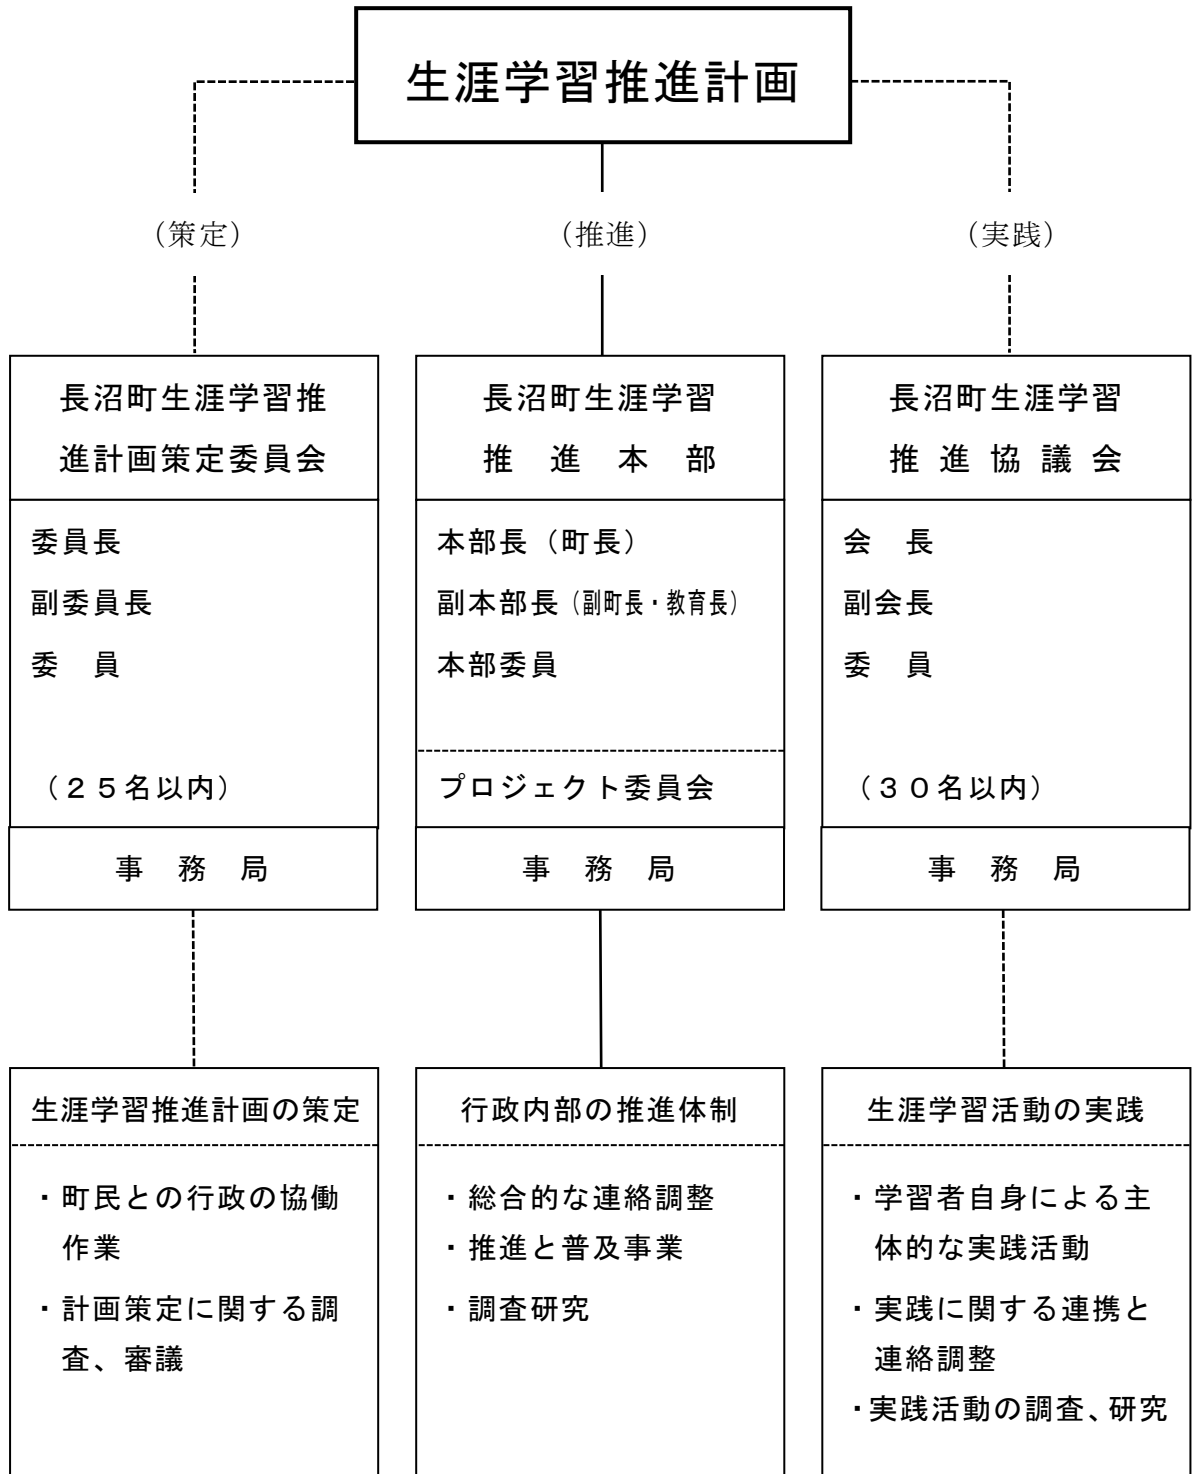 生涯学習推進計画
（策定）
（推進）
（実践）
長沼町生涯学習推
進計画策定委員会
委員長
副委員長
委　員
（２５名以内）
事　務　局
長沼町生涯学習
推　進　本　部
本部長（町長）
副本部長（副町長・教育長）
本部委員
プロジェクト委員会
事　務　局
長沼町生涯学習
推 進 協 議 会
会　長
副会長
委　員
（３０名以内）
事　務　局
生涯学習推進計画の策定
・町民との行政の協働
作業
・計画策定に関する調
査、審議
行政内部の推進体制
・総合的な連絡調整
・推進と普及事業
・調査研究
生涯学習活動の実践
・学習者自身による主
体的な実践活動
・実践に関する連携と
連絡調整
・実践活動の調査、研究